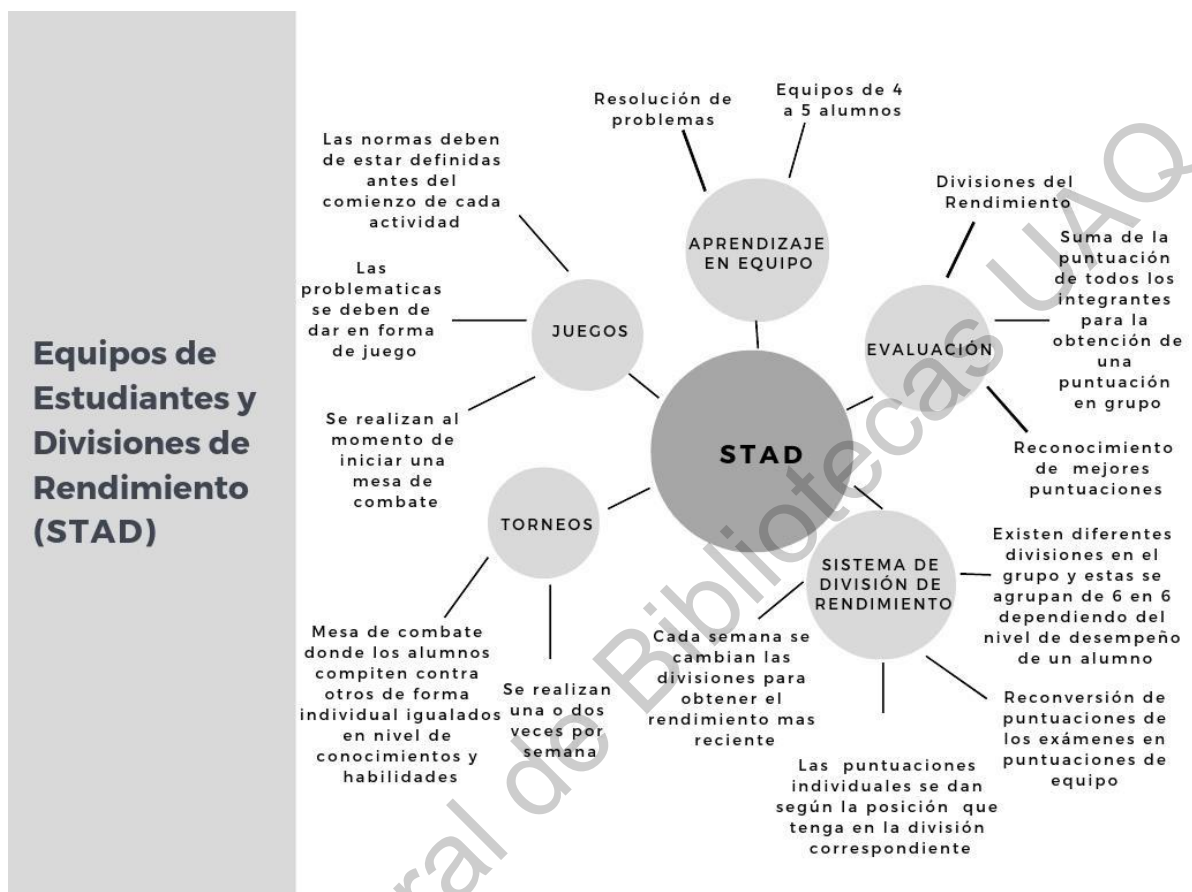 Equipos de
Estudiantes y
Divisiones de
Rendimiento
(STAD)
Resolución de
problemas
Equipos de 4
a 5 alumnos
APRENDIZAJE
EN EQUIPO
Las normas deben
de estar definidas
antes del
comienzo de cada
actividad
Las
problematicas
se deben de
dar en forma
de juego
JUEGOS
Se realizan al
momento de
iniciar una
mesa de
combate
Divisiones del
Rendimiento
Suma de la
puntuación
de todos los
integrantes
para la
obtención de
una
puntuación
en grupo
EVALUACIÓN
Reconocimiento
de mejores
puntuaciones
STAD
TORNEOS
Mesa de combate
donde los alumnos
compiten contra
otros de forma
individual igualados
en nivel de
conocimientos y
habilidades
Se realizan
una o dos
veces por
semana
SISTEMA DE
DIVISIÓN DE
RENDIMIENTO
Existen diferentes
divisiones en el
grupo y estas se
agrupan de 6 en 6
dependiendo del
nivel de desempeño
de un alumno
Cada semana se
cambian las
divisiones para
obtener el
rendimiento mas
reciente
Reconversión de
puntuaciones de
los exámenes en
puntuaciones de
equipo
Las puntuaciones
individuales se dan
según la posición que
tenga en la división
correspondiente
ral de Bibliotecas UAQ